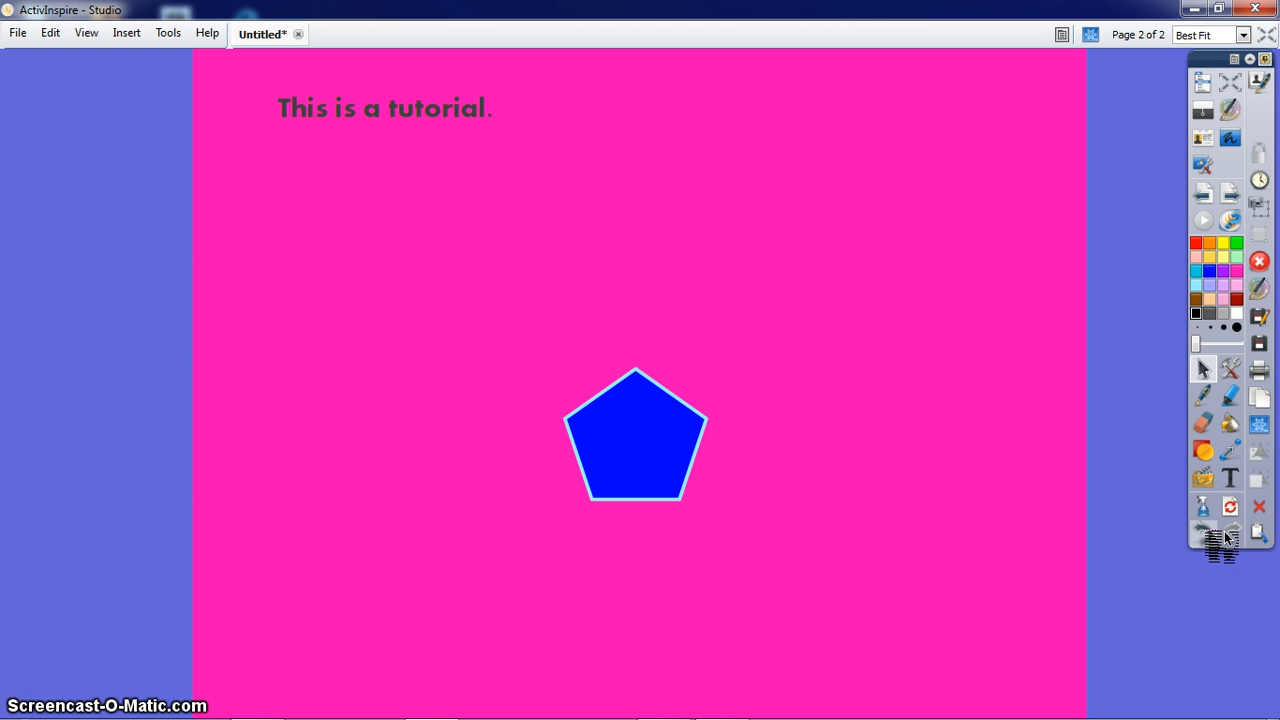 ActivInspire - Studio
File Edit View Insert Tools Help Untitled* Page 2 of 2 Best Fit
This is a tutorial.
T
Screencast-O-Matic.com